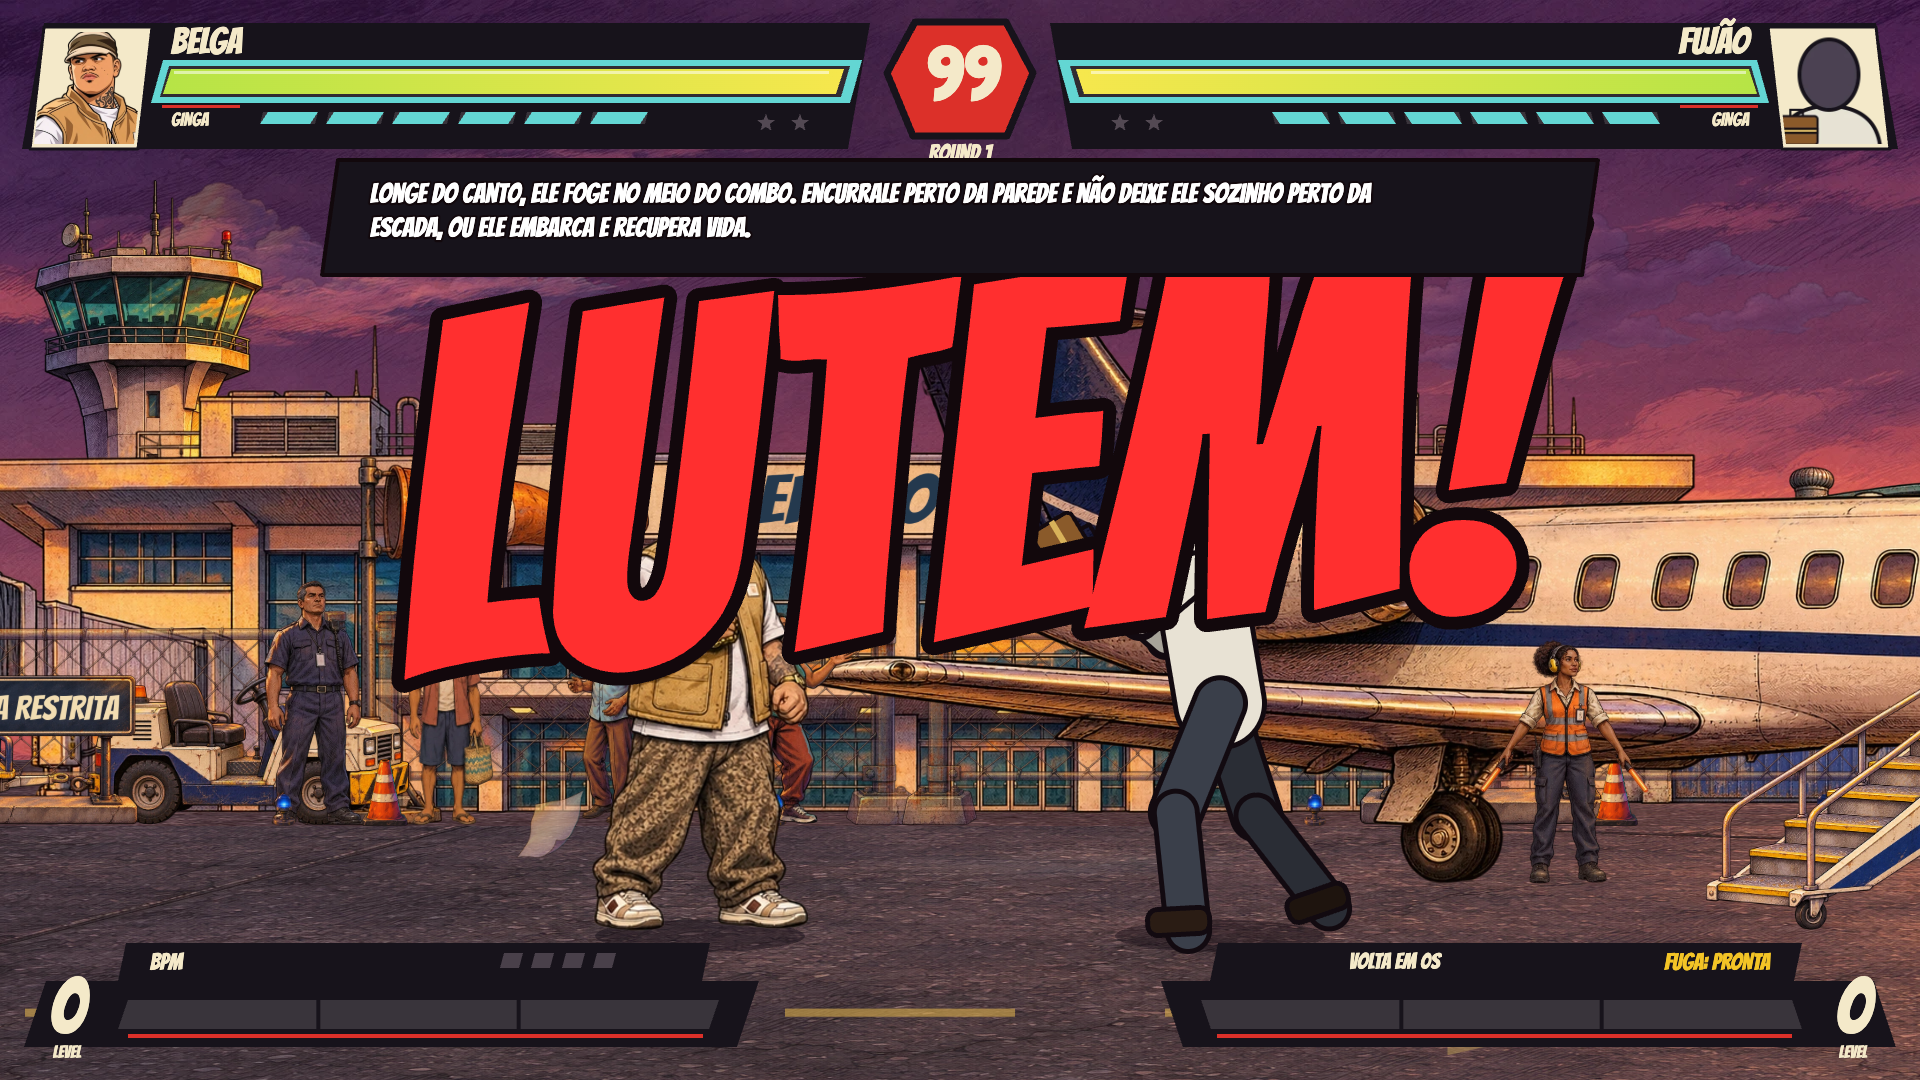 BELGA
99
FUJÃO
GINGA
GINGA
ROUND 1
LONGE DO CANTO, ELE FOGE NO MEIO DO COMBO. ENCURRALE PERTO DA PAREDE E NÃO DEIXE ELE SOZINHO PERTO DA
ESCADA, OU ELE EMBARCA E RECUPERA VIDA.
LUTEM!
A RESTRITA
BPM
VOLTA EM 0S
FUGA: PRONTA
0
LEVEL
0
LEVEL